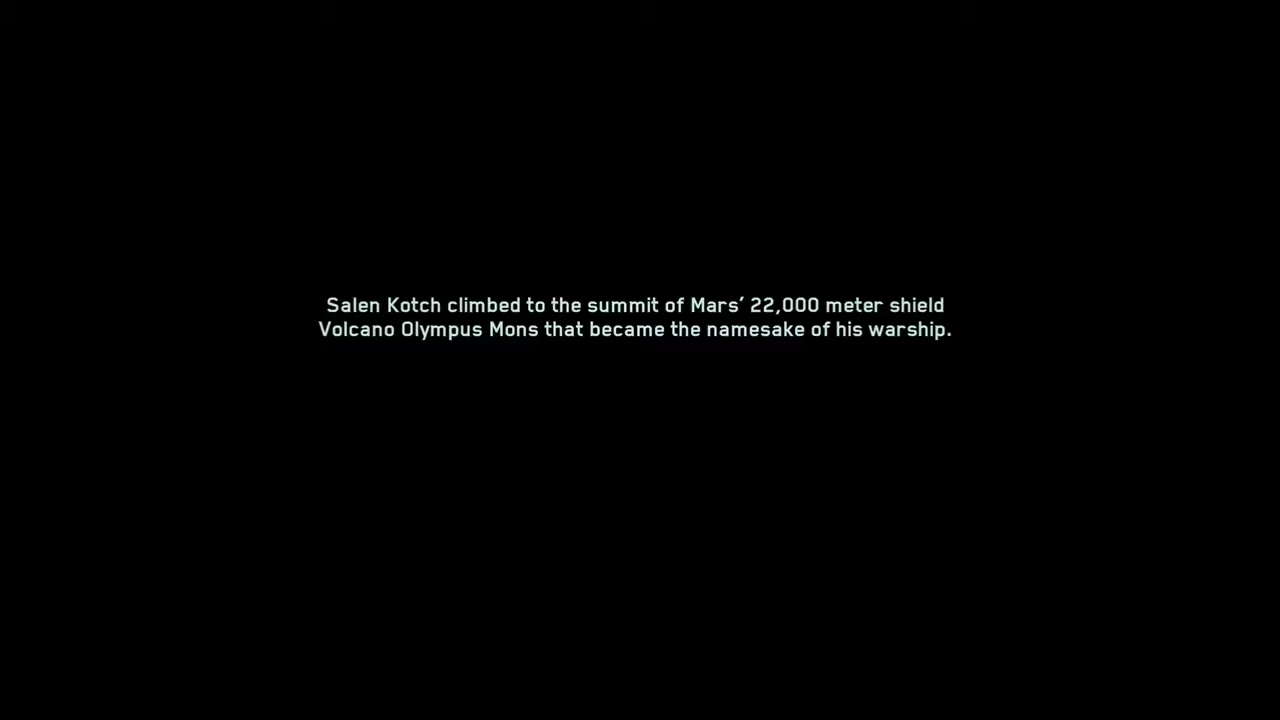 Salen Kotch climbed to the summit of Mars’ 22,000 meter shield
Volcano Olympus Mons that became the namesake of his warship.